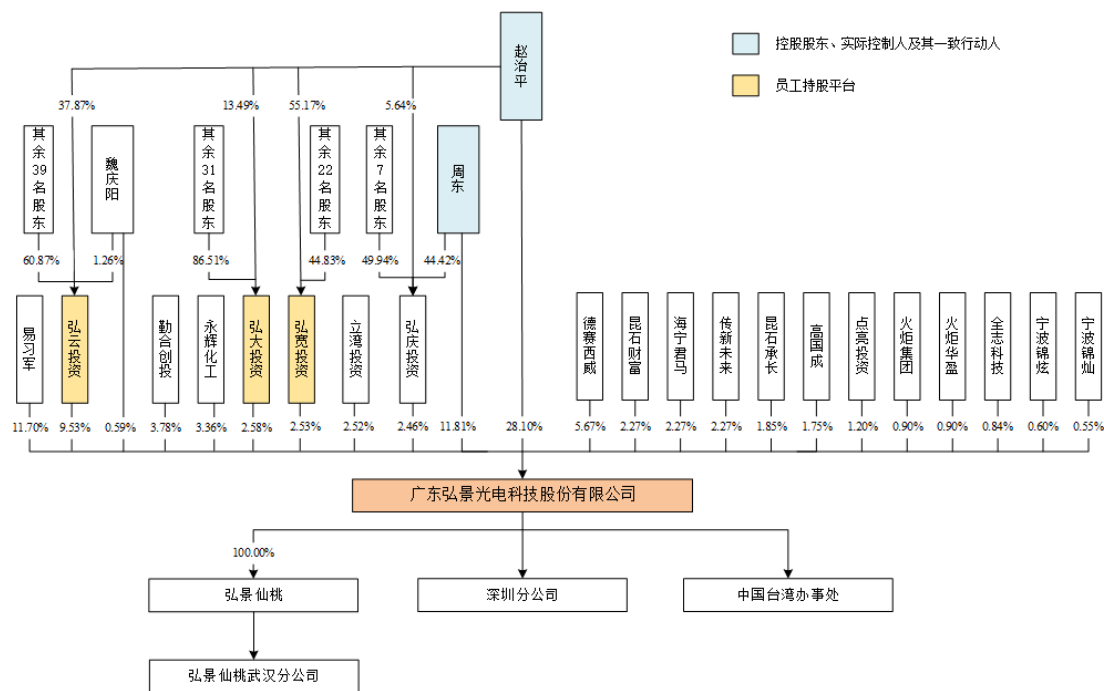 赵治平
控股股东、实际控制人及其一致行动人
员工持股平台
37.87%
13.49%
55.17%
5.64%
其余39名股东
魏庆阳
其余31名股东
其余22名股东
其余7名股东
周东
60.87%
1.26%
86.51%
44.83%
49.94%
44.42%
易习军
弘云投资
勤合创投
永辉化工
弘大投资
弘宽投资
立湾投资
弘庆投资
德赛西威
昆石财富
海宁君马
传新未来
昆石承长
高国成
点亮投资
火炬集团
火炬华盈
全志科技
宁波锦炫
宁波锦灿
11.70%
9.53%
0.59%
3.78%
3.36%
2.58%
2.53%
2.52%
2.46%
11.81%
28.10%
5.67%
2.27%
2.27%
2.27%
1.85%
1.75%
1.20%
0.90%
0.90%
0.84%
0.60%
0.55%
广东弘景光电科技股份有限公司
100.00%
弘景仙桃
深圳分公司
中国台湾办事处
弘景仙桃武汉分公司